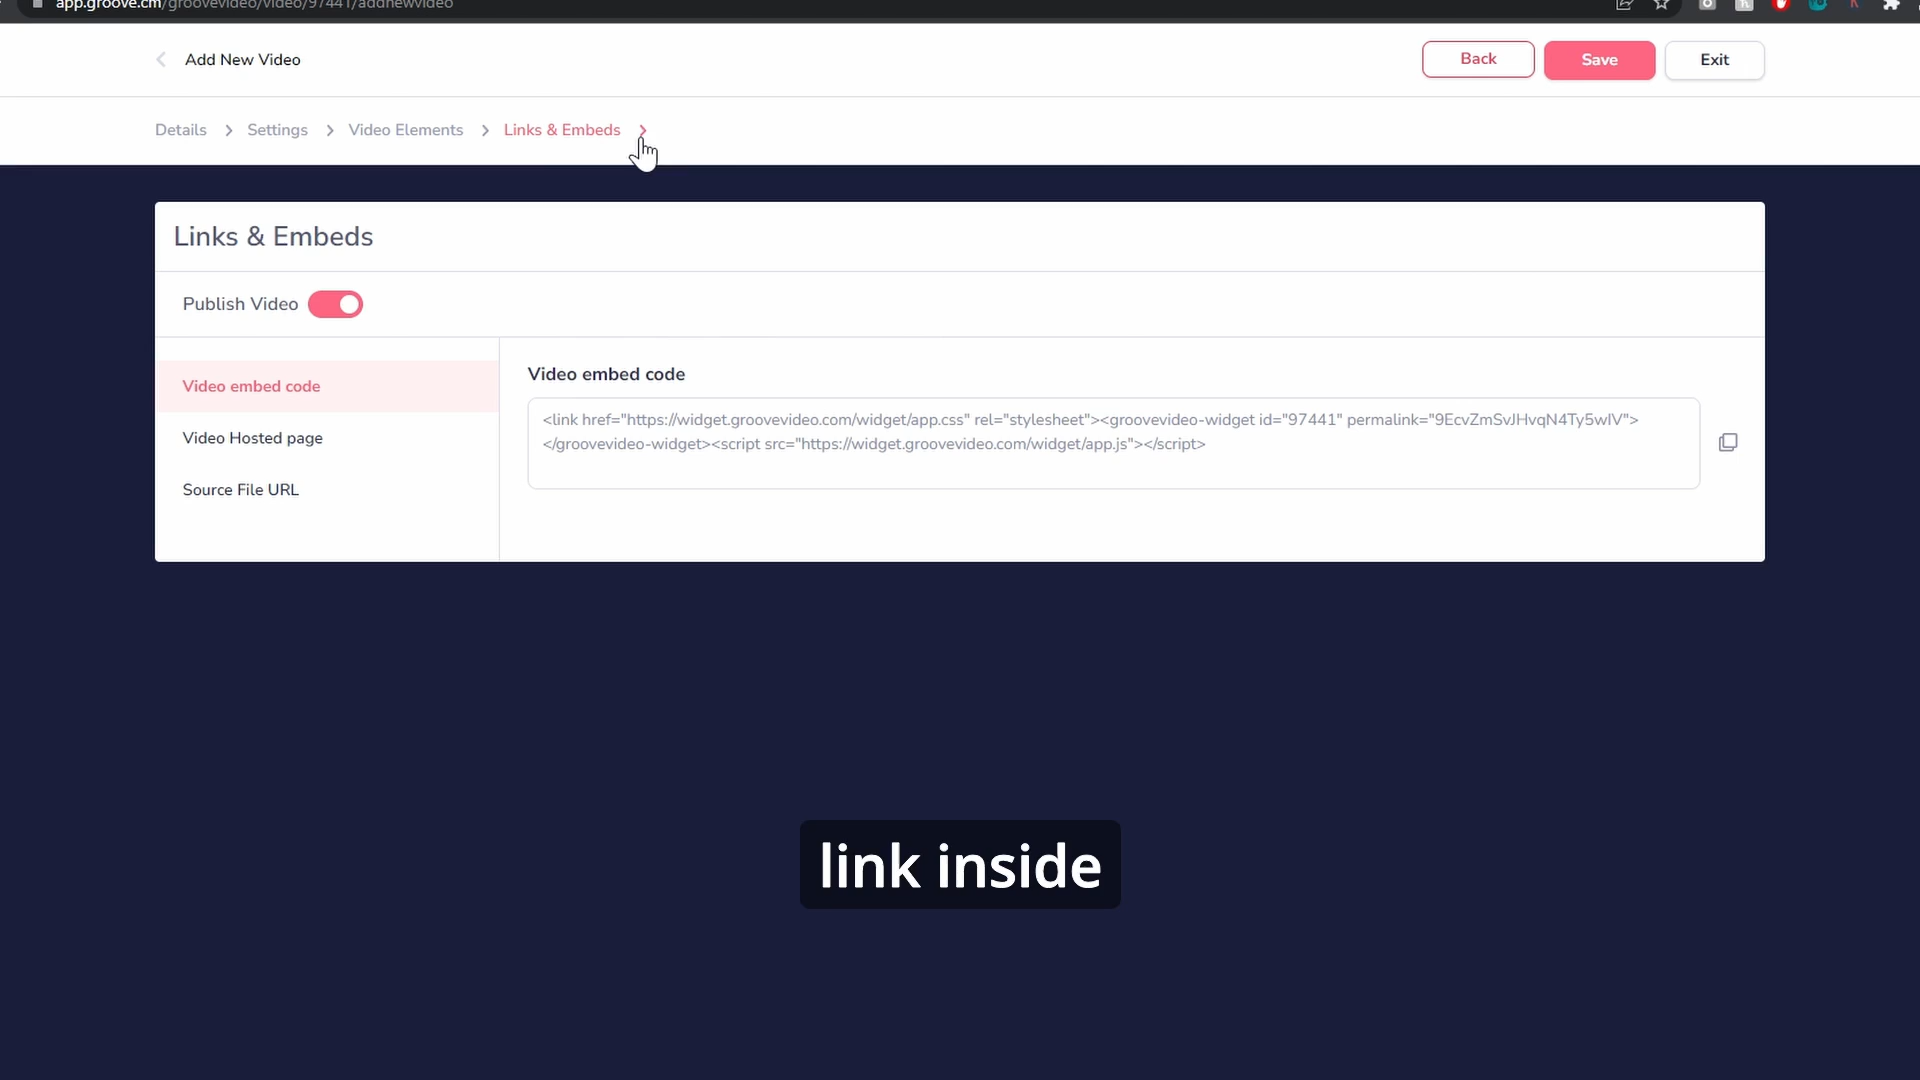 app.groove.cm/groovevideo/video/97441/addnewvideo
Add New Video
Back
Save
Exit
Details
Settings
Video Elements
Links & Embeds
Links & Embeds
Publish Video
Video embed code
Video Hosted page
Source File URL
Video embed code
<link href="https://widget.groovevideo.com/widget/app.css" rel="stylesheet"><groovevideo-widget id="97441" permalink="9EcvZmSvJHvqN4Ty5wIV">
</groovevideo-widget><script src="https://widget.groovevideo.com/widget/app.js"></script>
link inside